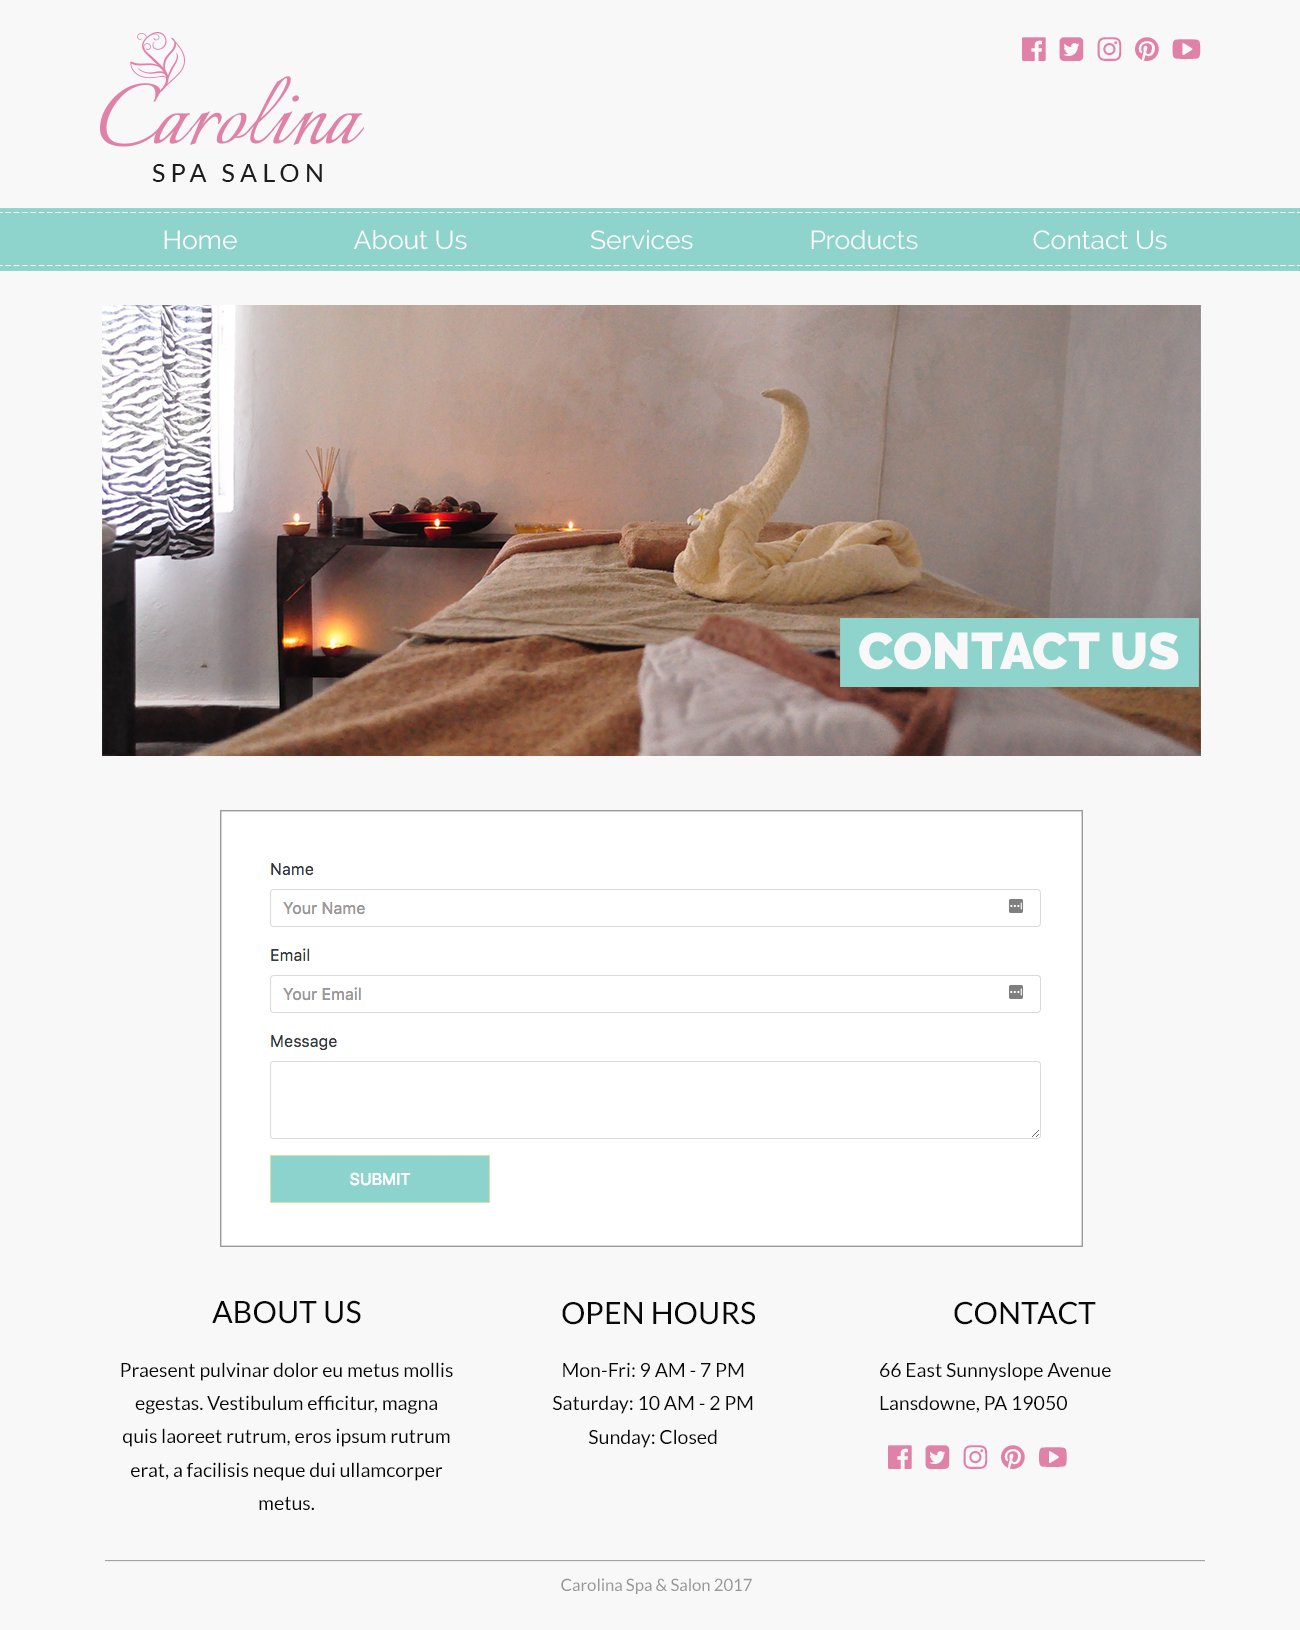 Carolina
SPA SALON
Home About Us Services Products Contact Us
CONTACT US
Name
Your Name
Email
Your Email
Message
SUBMIT
ABOUT US
Praesent pulvinar dolor eu metus mollis
egestas. Vestibulum efficitur, magna
quis laoreet rutrum, eros ipsum rutrum
erat, a facilisis neque dui ullamcorper
metus.
OPEN HOURS
Mon-Fri: 9 AM - 7 PM
Saturday: 10 AM - 2 PM
Sunday: Closed
CONTACT
66 East Sunnyslope Avenue
Lansdowne, PA 19050
Carolina Spa & Salon 2017